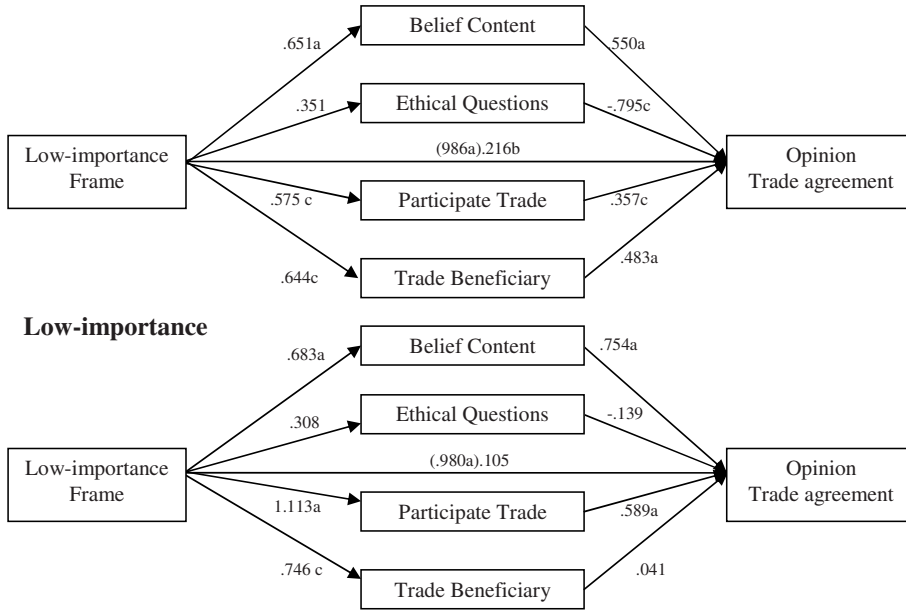 Belief Content
.651a
.550a
Ethical Questions
.351
-.795c
Low-importance
Frame
(986a).216b
Opinion
Trade agreement
.575 c
Participate Trade
.357c
.644c
Trade Beneficiary
.483a
Low-importance
Belief Content
.683a
.754a
Ethical Questions
.308
-.139
Low-importance
Frame
(.980a).105
Opinion
Trade agreement
1.113a
Participate Trade
.589a
.746 c
Trade Beneficiary
.041